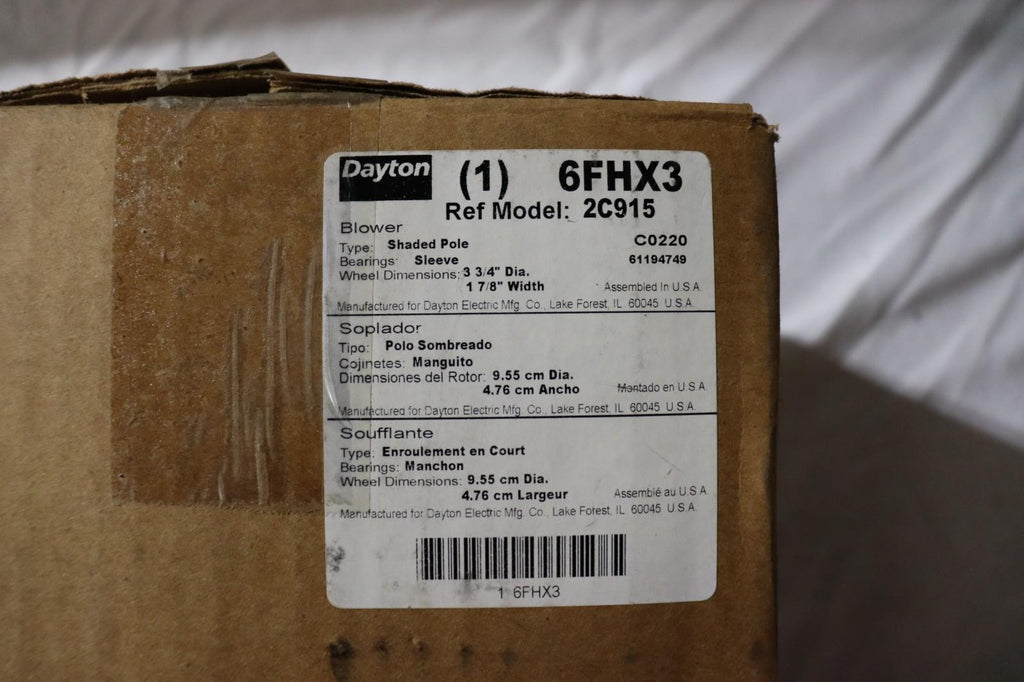 Dayton (1) 6FHX3
Ref Model: 2C915
Blower
Type: Shaded Pole C0220
Bearings: Sleeve 61194749
Wheel Dimensions: 3 3/4" Dia.
1 7/8" Width Assembled In U.S.A.
Manufactured for Dayton Electric Mfg. Co., Lake Forest, IL 60045 U.S.A.
Soplador
Tipo: Polo Sombreado
Cojinetes: Manguito
Dimensiones del Rotor: 9.55 cm Dia.
4.76 cm Ancho Montado en U.S.A.
Manufactured for Dayton Electric Mfg. Co., Lake Forest, IL 60045 U.S.A.
Soufflante
Type: Enroulement en Court
Bearings: Manchon
Wheel Dimensions: 9.55 cm Dia.
4.76 cm Largeur Assemblé au U.S.A.
Manufactured for Dayton Electric Mfg. Co., Lake Forest, IL 60045 U.S.A.
1 6FHX3